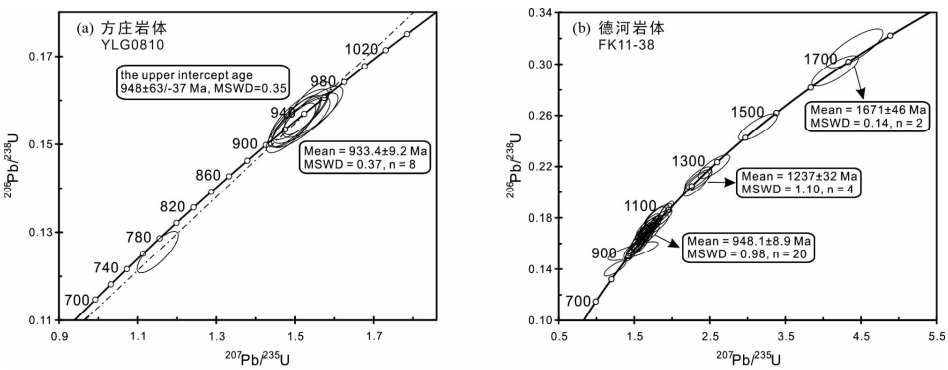 (a) 方庄岩体
YLG0810
the upper intercept age
948±63/-37 Ma, MSWD=0.35
1020
980
940
900
860
820
780
740
700
Mean = 933.4±9.2 Ma
MSWD = 0.37, n = 8
0.17
0.15
0.13
0.11
²⁰⁶Pb/²³⁸U
0.9
1.1
1.3
1.5
1.7
²⁰⁷Pb/²³⁵U
(b) 德河岩体
FK11-38
1700
1500
1300
1100
900
700
Mean = 1671±46 Ma
MSWD = 0.14, n = 2
Mean = 1237±32 Ma
MSWD = 1.10, n = 4
Mean = 948.1±8.9 Ma
MSWD = 0.98, n = 20
0.34
0.30
0.26
0.22
0.18
0.14
0.10
²⁰⁶Pb/²³⁸U
0.5
1.5
2.5
3.5
4.5
5.5
²⁰⁷Pb/²³⁵U